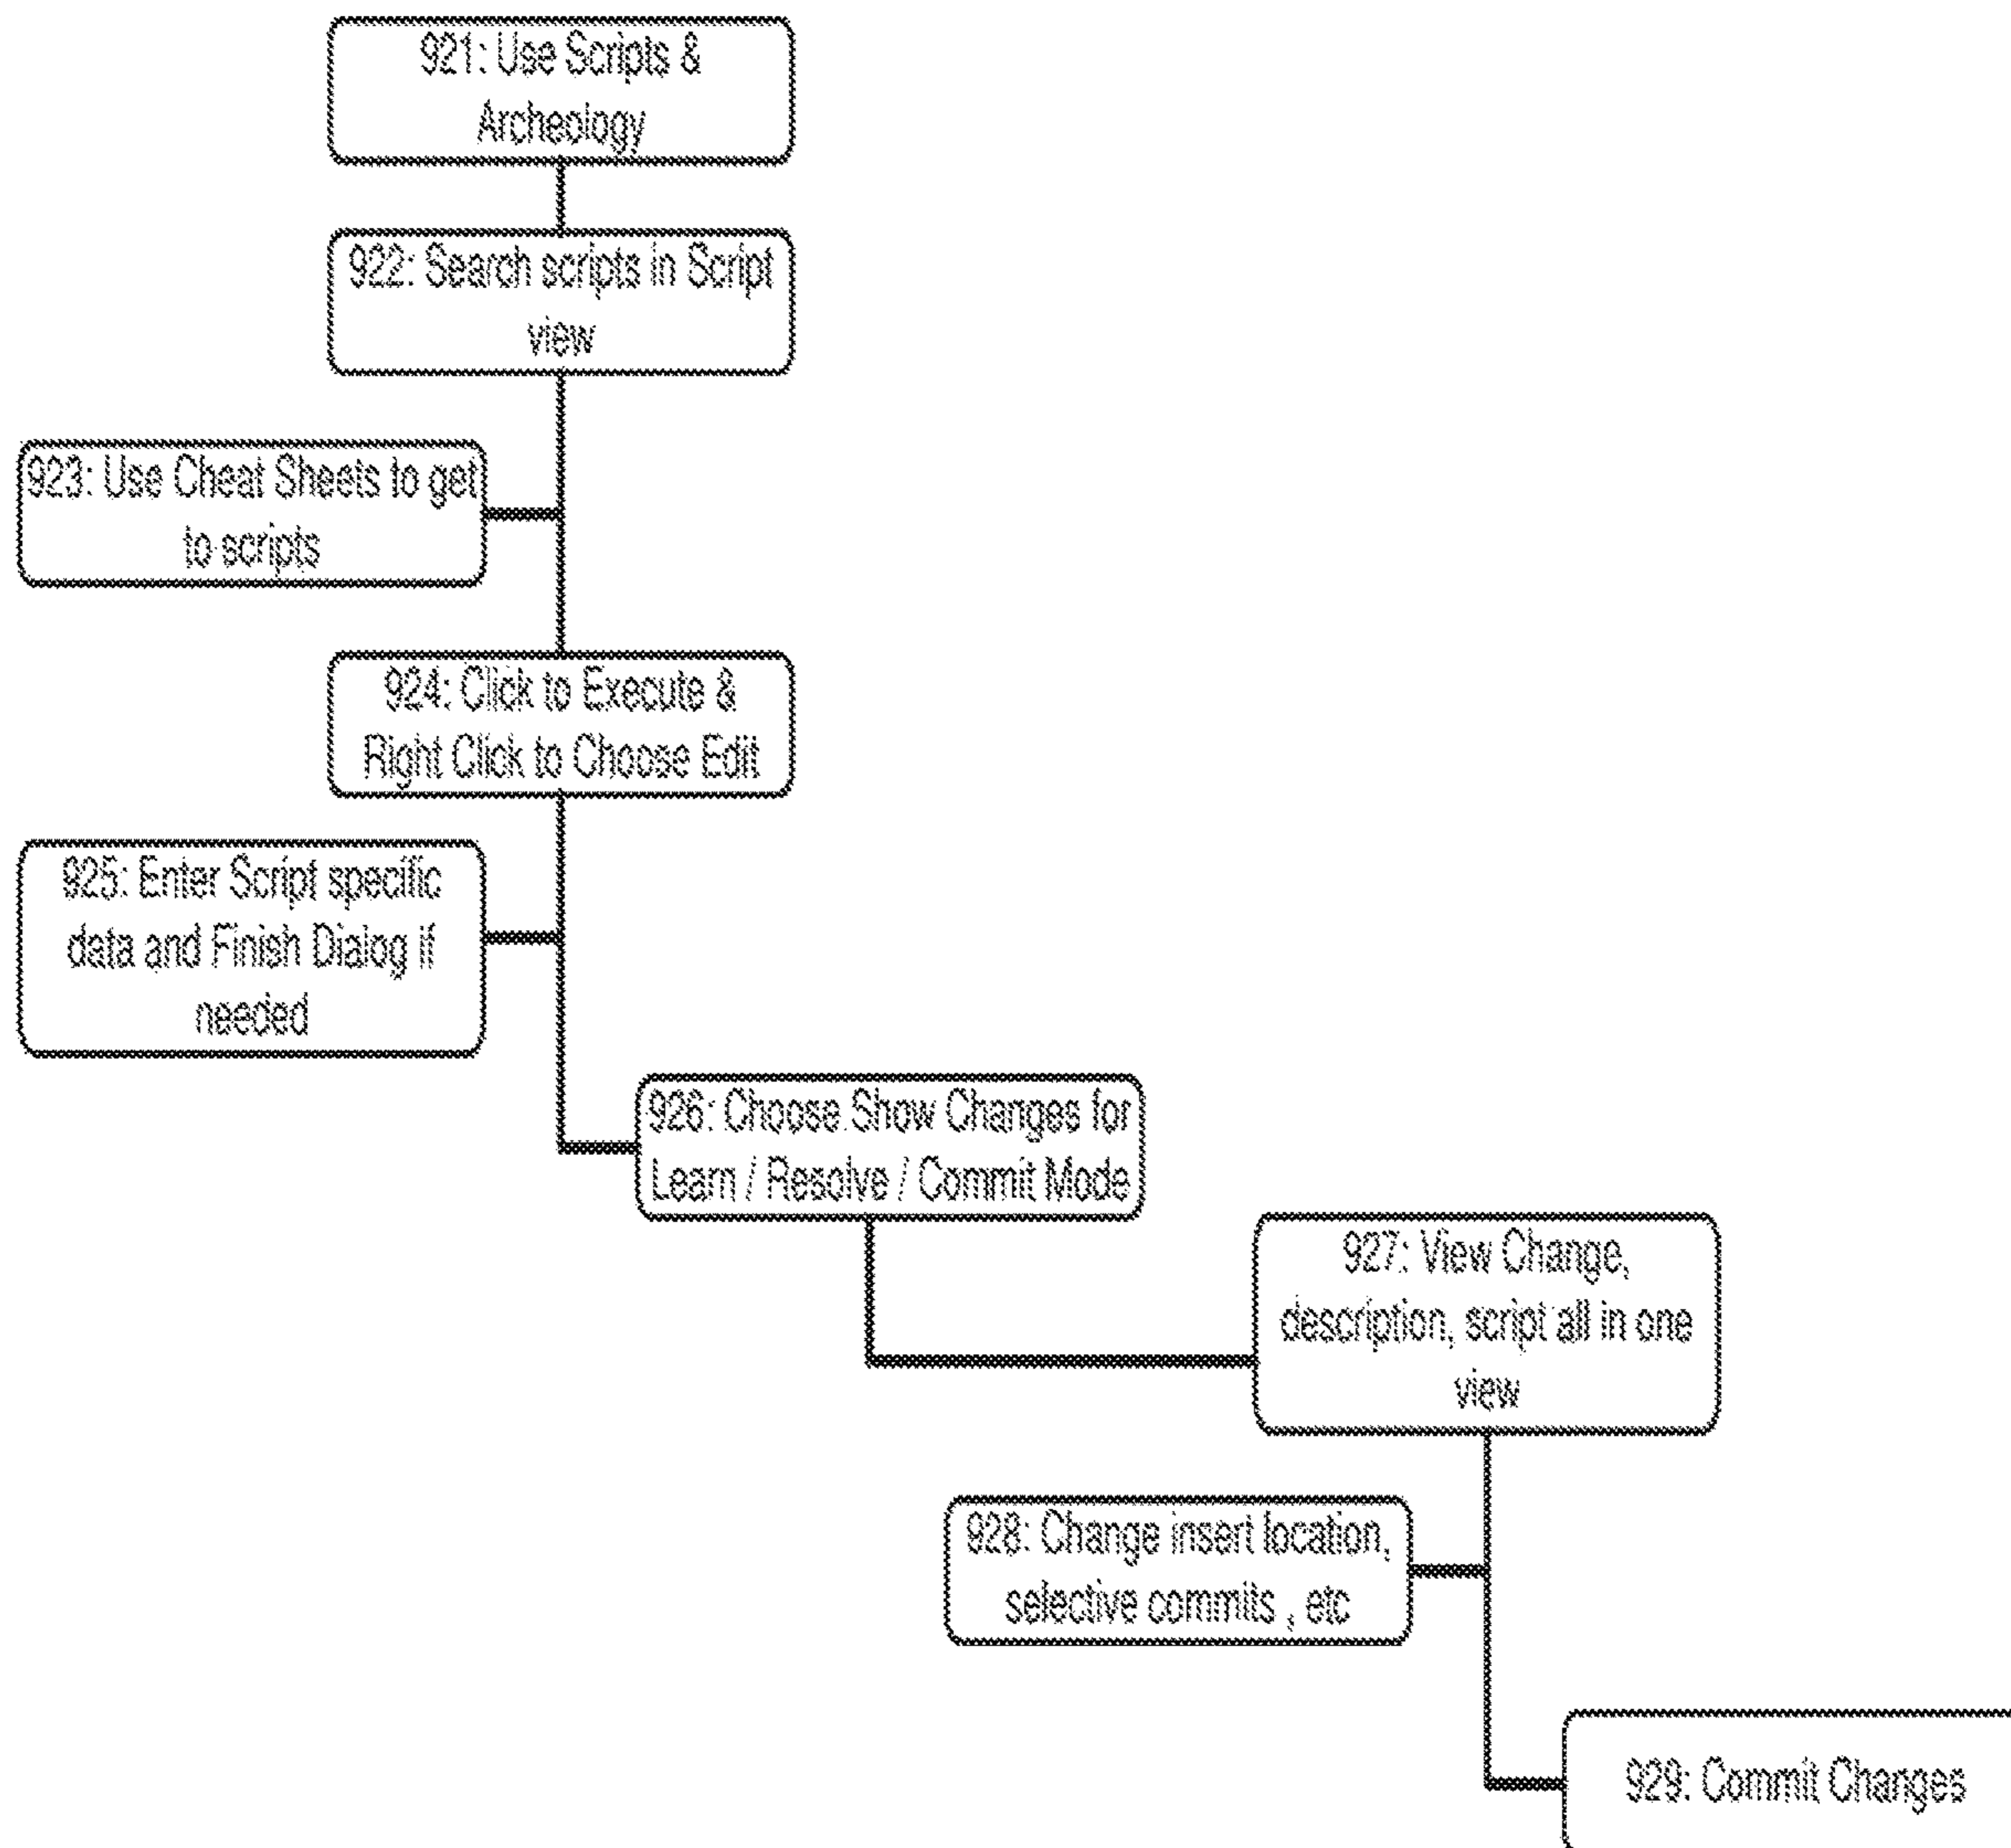 921: Use Scripts &
Archeology
922: Search scripts in Script
view
923: Use Cheat Sheets to get
to scripts
924: Click to Execute &
Right Click to Choose Edit
925: Enter Script specific
data and Finish Dialog if
needed
926: Choose Show Changes for
Learn / Resolve / Commit Mode
927: View Change,
description, script all in one
view
928: Change insert location,
selective commits , etc
929: Commit Changes